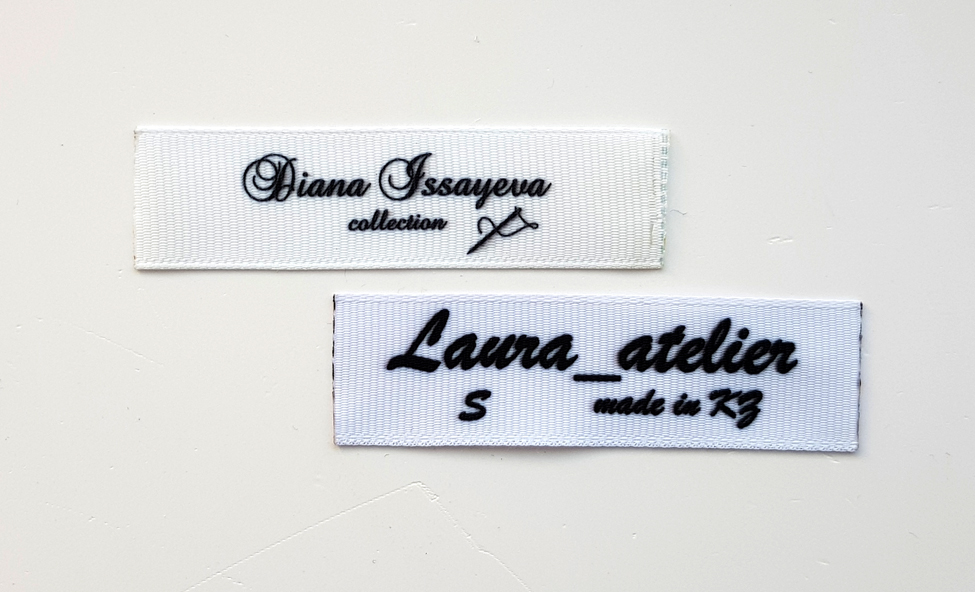 Diana Issayeva
collection
Laura_atelier
S made in KZ